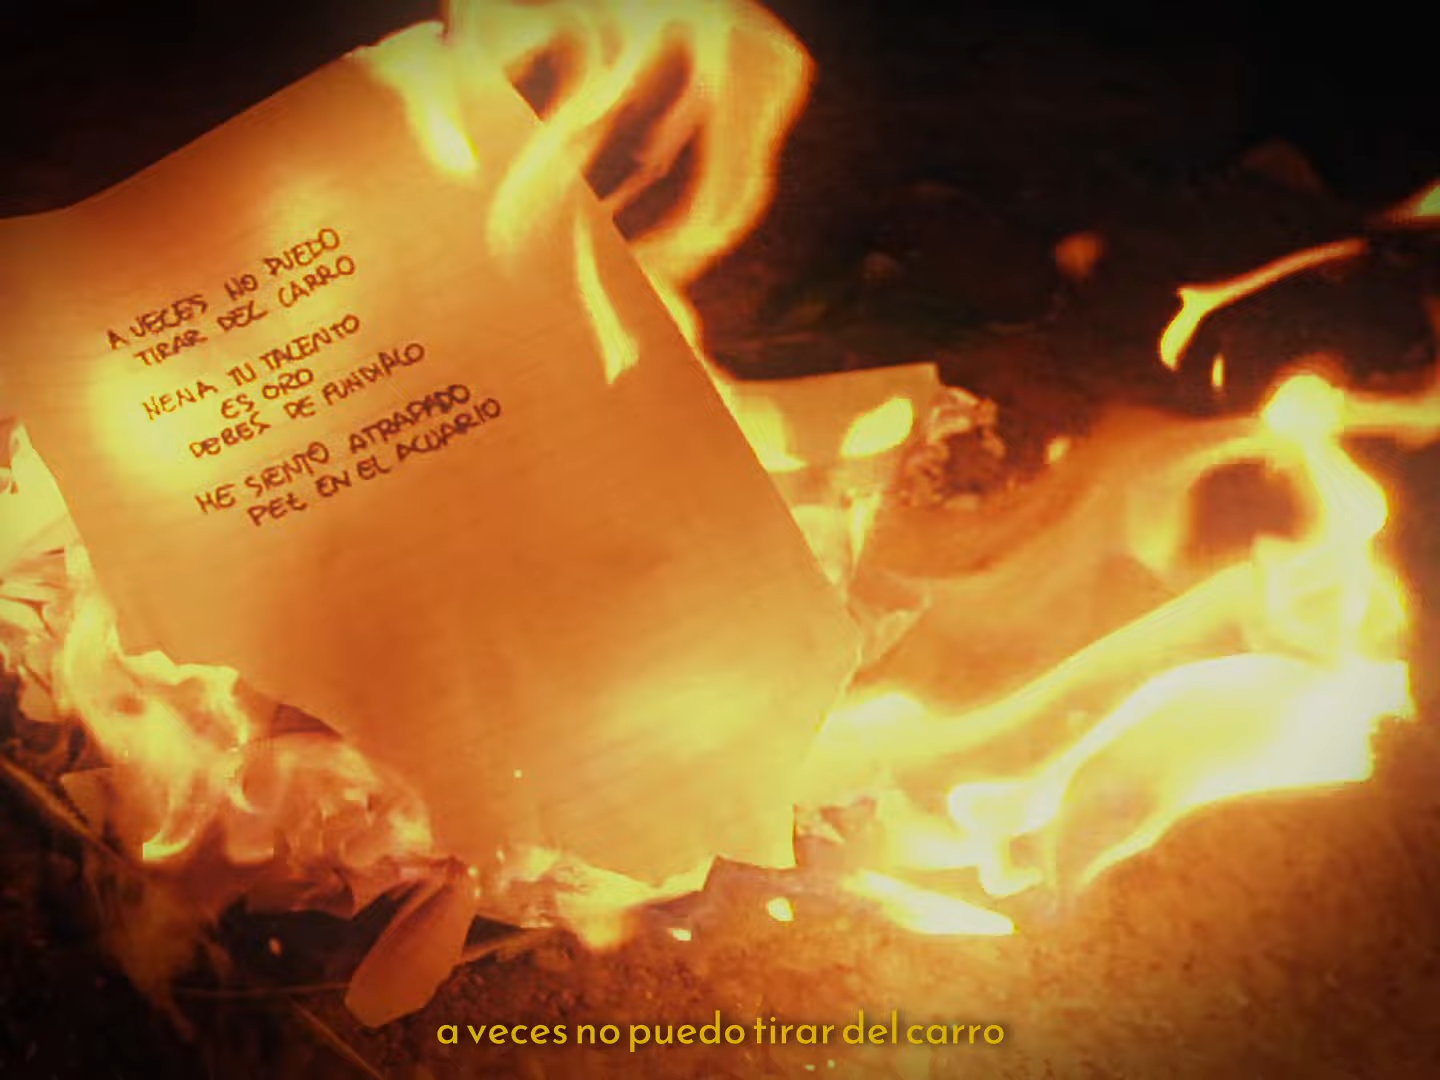 A VECES NO PUEDO
TIRAR DEL CARRO
NENA TU TALENTO
ES ORO
DEBES DE FUNDIRLO
ME SIENTO ATRAPADO
PEZ EN EL ACUARIO
a veces no puedo tirar del carro